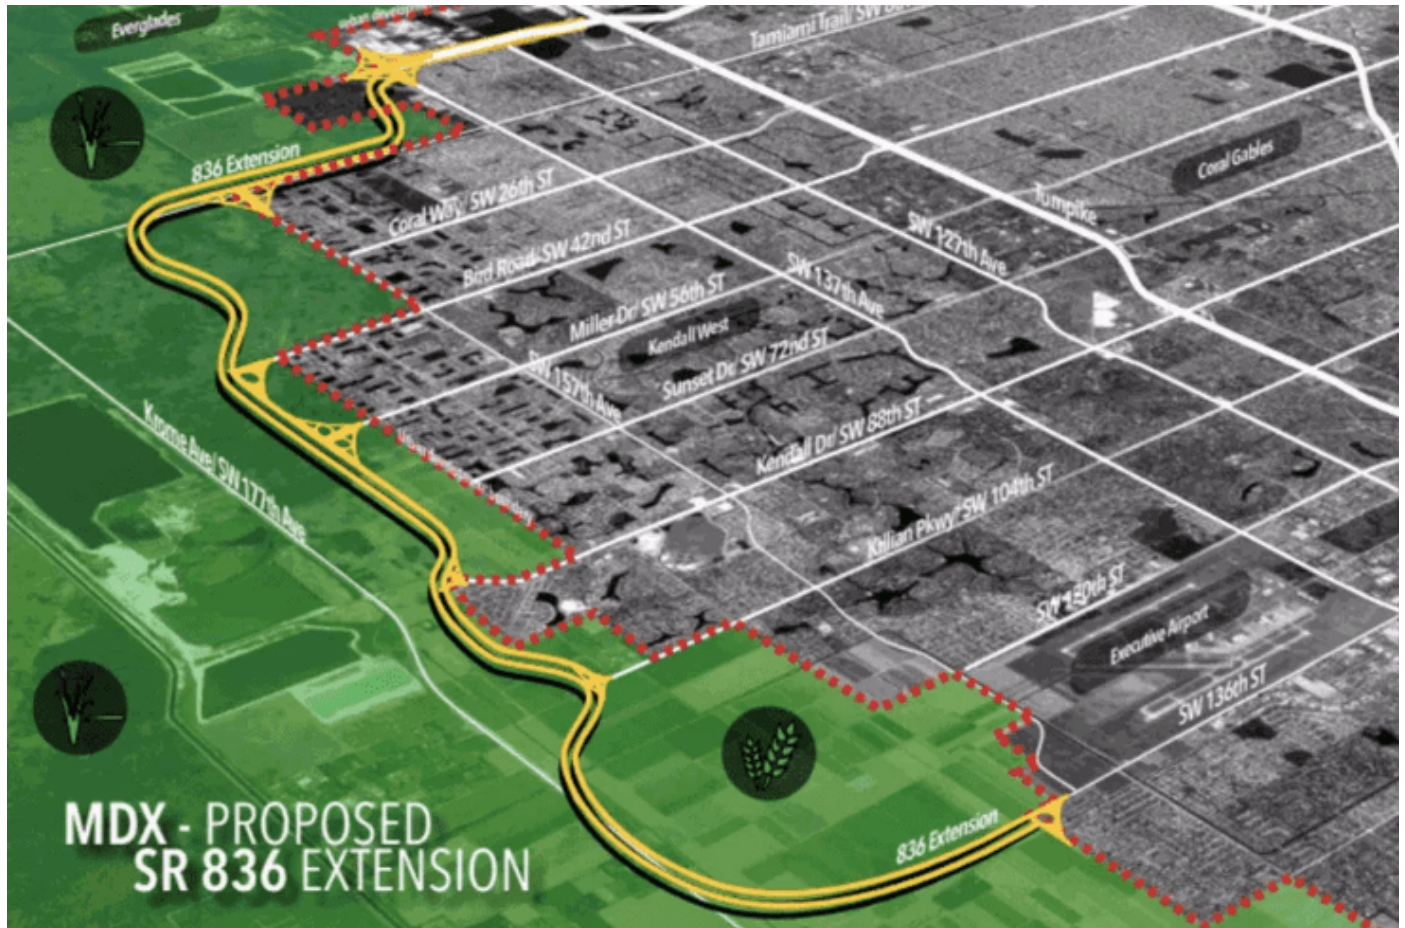 Everglades
urban develop
Tamiami Trail/ SW
836 Extension
Coral Gables
Coral Way/ SW 26th ST
Turnpike
SW 127th Ave
Bird Road/ SW 42nd ST
SW 137th Ave
Miller Dr/ SW 56th ST
Kendall West
Sunset Dr/ SW 72nd ST
SW 157th Ave
Kendall Dr/ SW 88th ST
Krome Ave/ SW 177th Ave
Killian Pkwy/ SW 104th ST
SW 120th ST
Executive Airport
SW 136th ST
836 Extension
MDX - PROPOSED
SR 836 EXTENSION